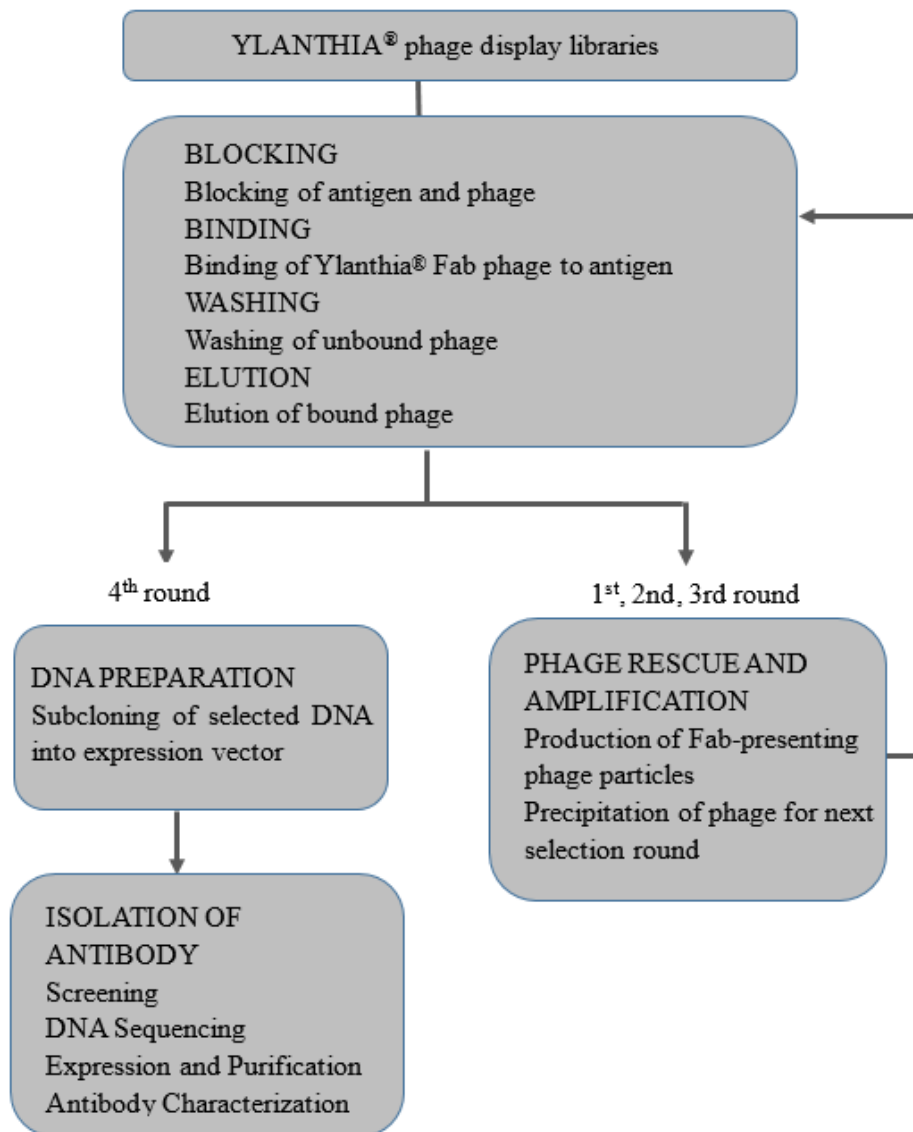 YLANTHIA® phage display libraries
BLOCKING
Blocking of antigen and phage
BINDING
Binding of Ylanthia® Fab phage to antigen
WASHING
Washing of unbound phage
ELUTION
Elution of bound phage
4th round
DNA PREPARATION
Subcloning of selected DNA
into expression vector
ISOLATION OF
ANTIBODY
Screening
DNA Sequencing
Expression and Purification
Antibody Characterization
1st, 2nd, 3rd round
PHAGE RESCUE AND
AMPLIFICATION
Production of Fab-presenting
phage particles
Precipitation of phage for next
selection round